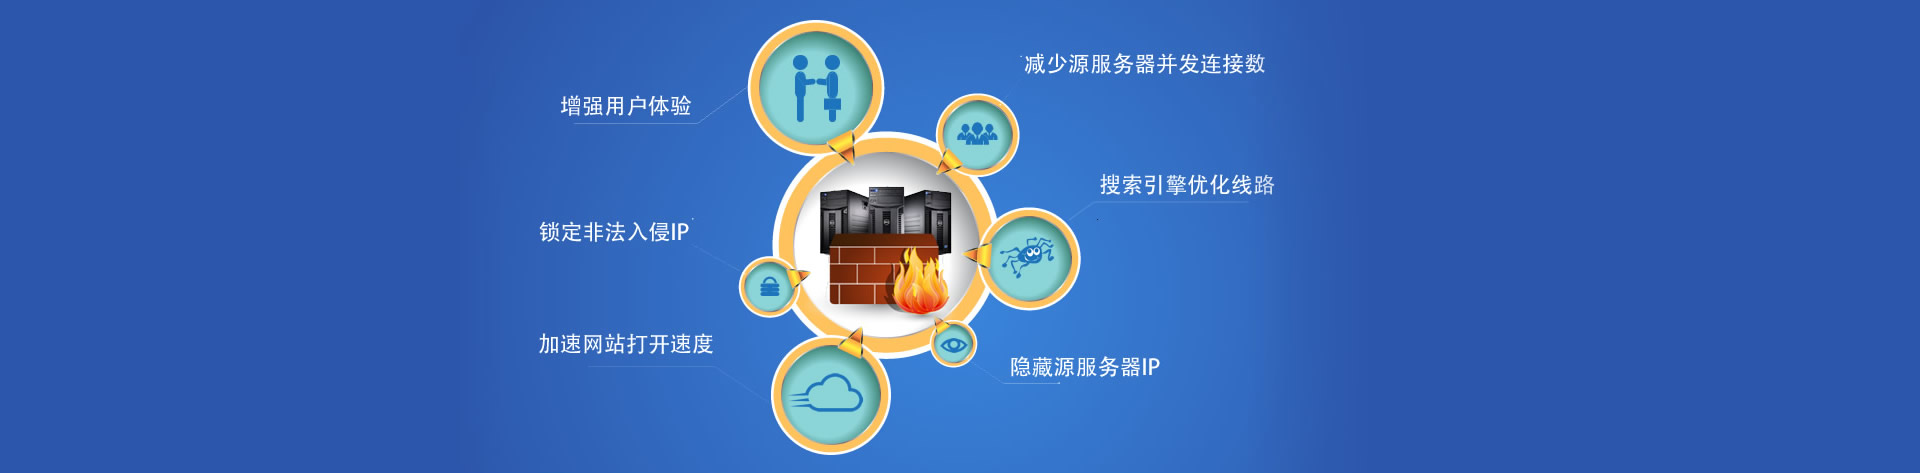 减少源服务器并发连接数
增强用户体验
搜索引擎优化线路
锁定非法入侵IP
加速网站打开速度
隐藏源服务器IP